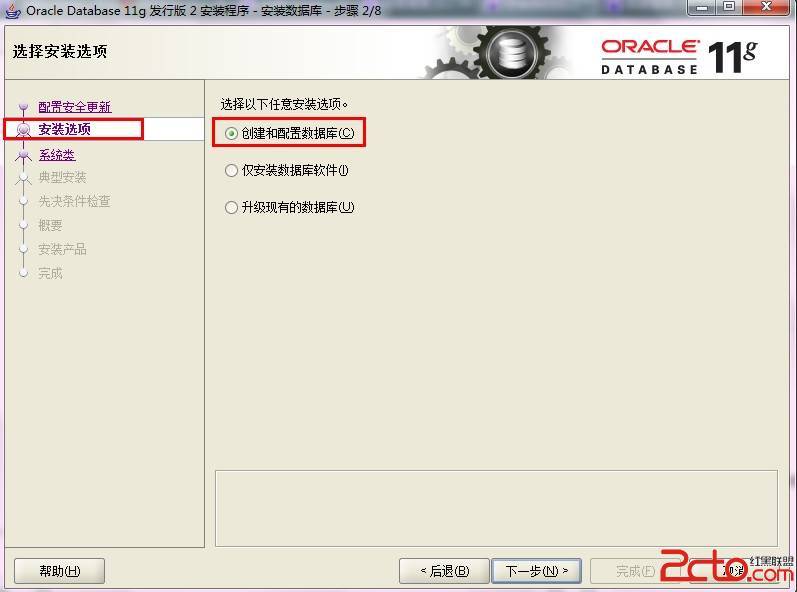 Oracle Database 11g 发行版 2 安装程序 - 安装数据库 - 步骤 2/8
选择安装选项
ORACLE
DATABASE
11g
配置安全更新
安装选项
系统类
典型安装
先决条件检查
概要
安装产品
完成
选择以下任意安装选项。
创建和配置数据库(C)
仅安装数据库软件(I)
升级现有的数据库(U)
帮助(H)
< 后退(B)
下一步(N) >
完成(F)
取消
2cto.com
红黑联盟